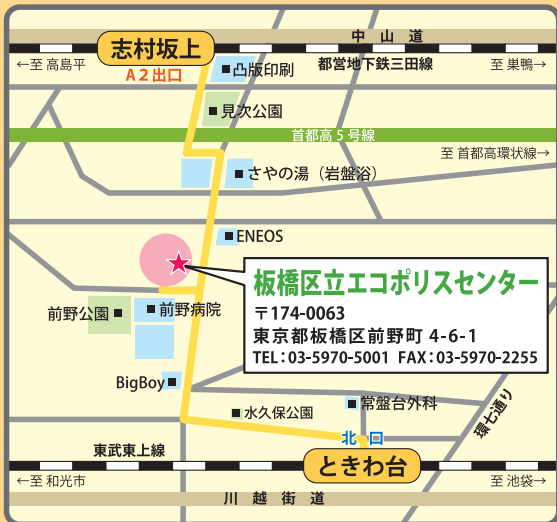 中山道
志村坂上
A2出口
←至 高島平
凸版印刷
都営地下鉄三田線
至 巣鴨→
見次公園
首都高5号線
至 首都高環状線→
さやの湯（岩盤浴）
ENEOS
板橋区立エコポリスセンター
〒174-0063
東京都板橋区前野町 4-6-1
TEL：03-5970-5001 FAX：03-5970-2255
前野公園
前野病院
BigBoy
水久保公園
常盤台外科
環七通り
北口
東武東上線
ときわ台
←至 和光市
至 池袋→
川越街道